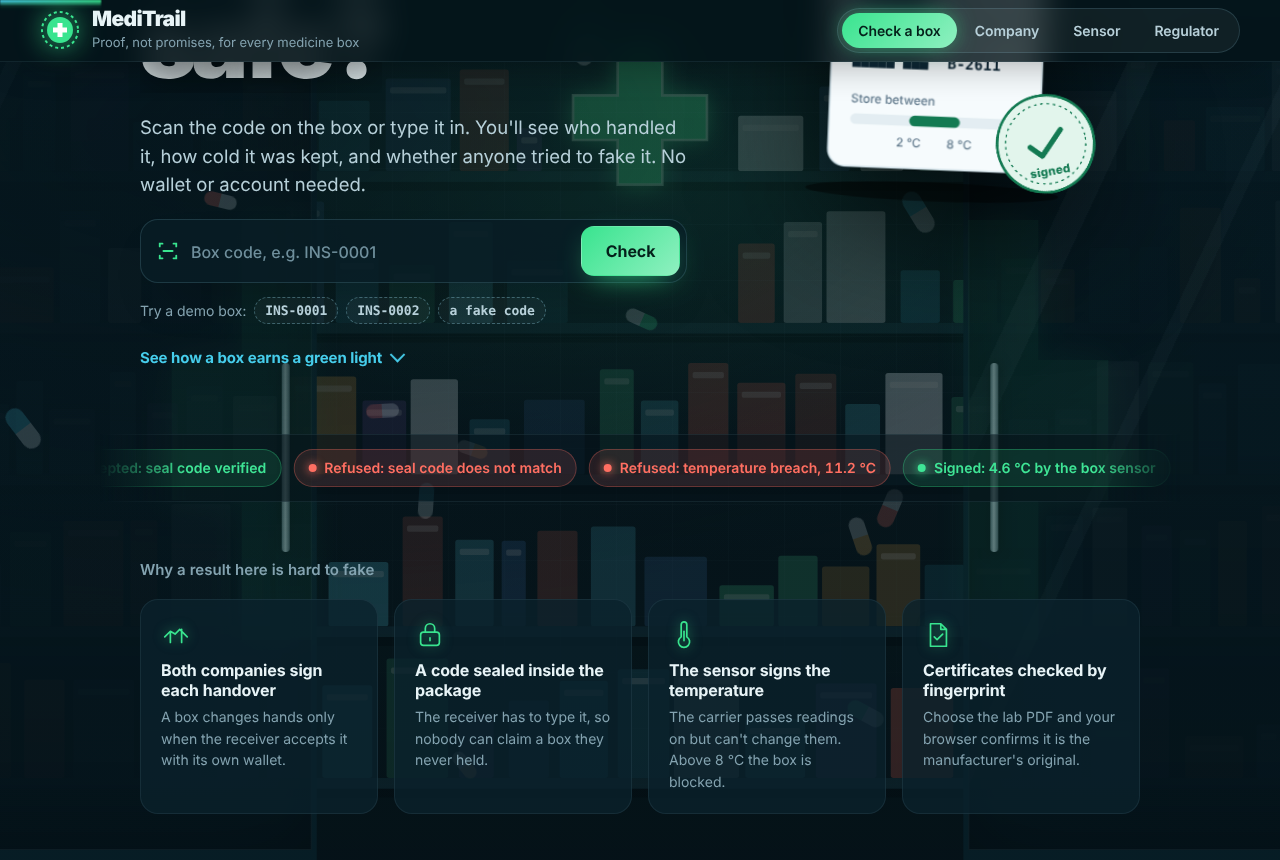 MediTrail
Proof, not promises, for every medicine box
Check a box
Company
Sensor
Regulator
B-2611
Store between
2 °C
8 °C
signed
Scan the code on the box or type it in. You'll see who handled
it, how cold it was kept, and whether anyone tried to fake it. No
wallet or account needed.
Box code, e.g. INS-0001
Check
Try a demo box:
INS-0001
INS-0002
a fake code
See how a box earns a green light
pted: seal code verified
Refused: seal code does not match
Refused: temperature breach, 11.2 °C
Signed: 4.6 °C by the box sensor
Why a result here is hard to fake
Both companies sign
each handover
A box changes hands only
when the receiver accepts it
with its own wallet.
A code sealed inside the
package
The receiver has to type it, so
nobody can claim a box they
never held.
The sensor signs the
temperature
The carrier passes readings
on but can't change them.
Above 8 °C the box is
blocked.
Certificates checked by
fingerprint
Choose the lab PDF and your
browser confirms it is the
manufacturer's original.